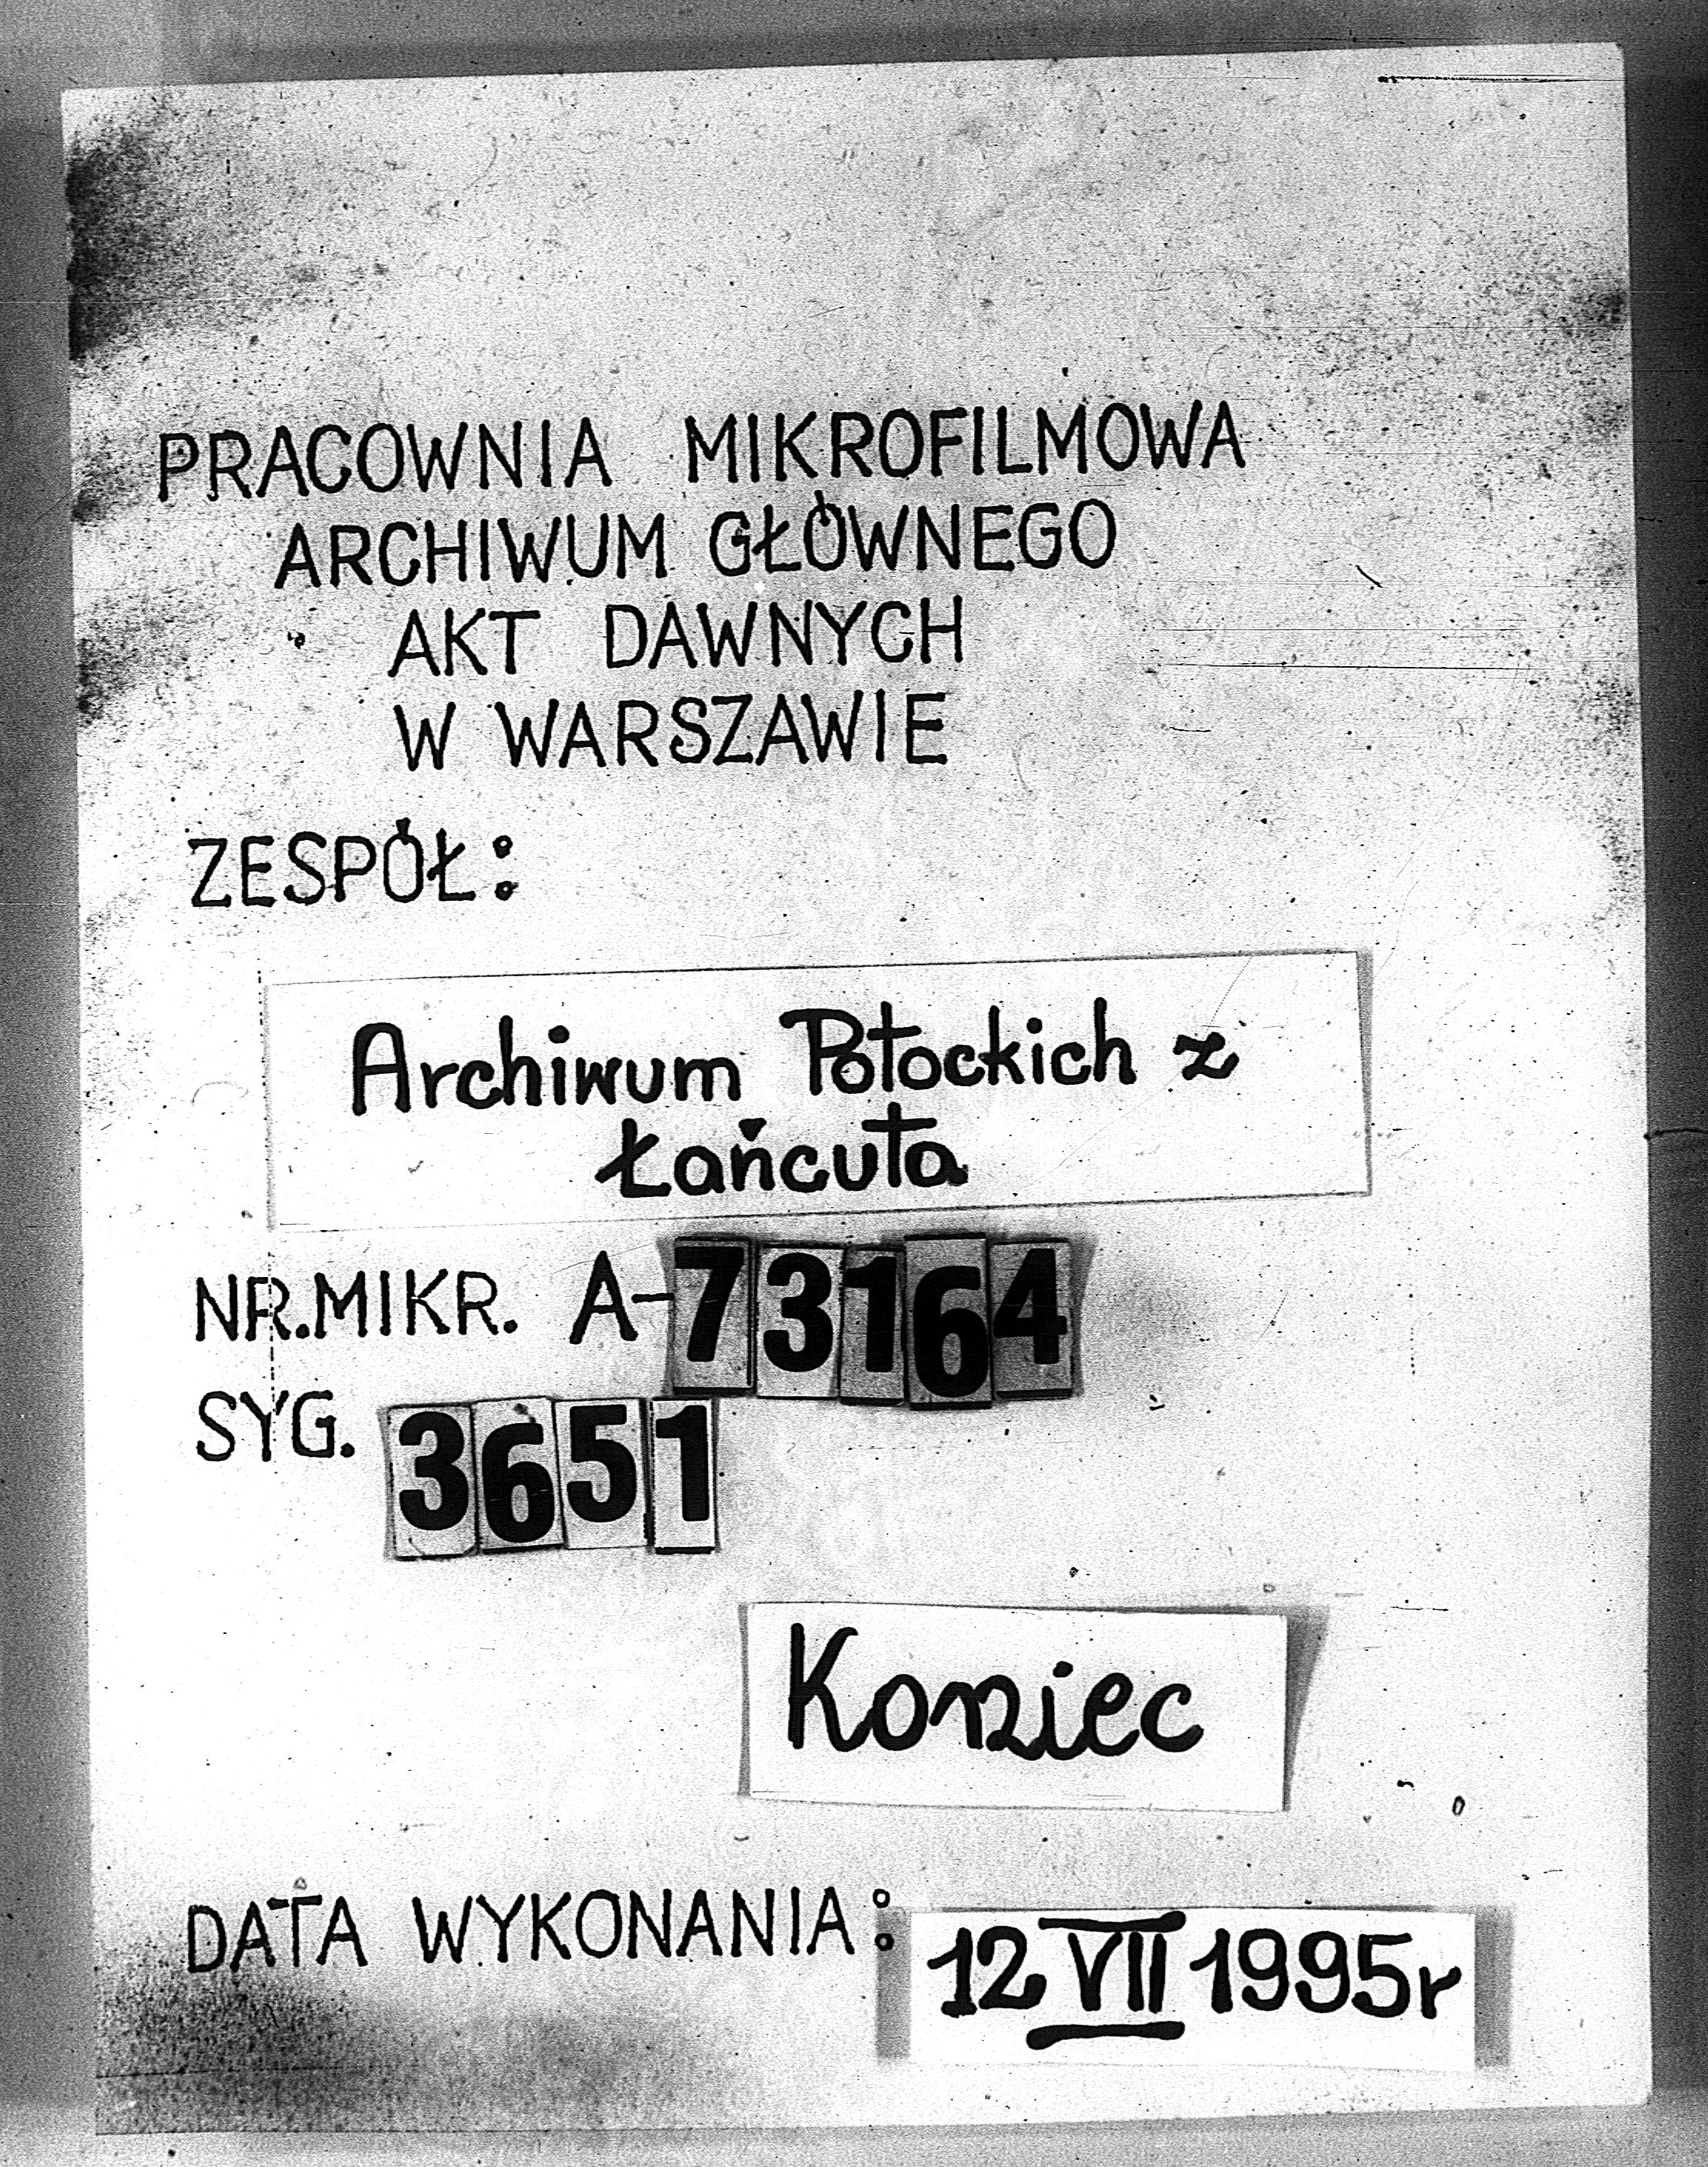 PRACOWNIA MIKROFILMOWA
ARCHIWUM GŁÓWNEGO
AKT DAWNYCH
W WARSZAWIE
ZESPÓŁ:
Archiwum Potockich z
Łańcuta
NR.MIKR. A-73164
SYG. 3651
Koniec
DATA WYKONANIA: 12 VII 1995r